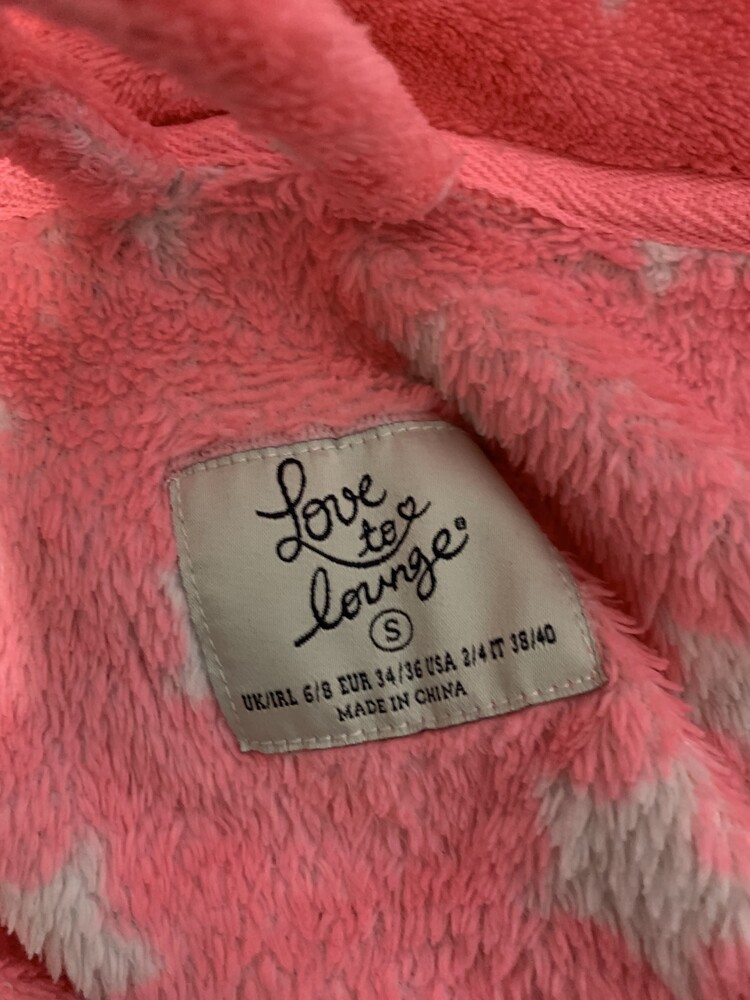 Love
to
lounge®
S
UK/IRL 6/8 EUR 34/36 USA 2/4 IT 38/40
MADE IN CHINA